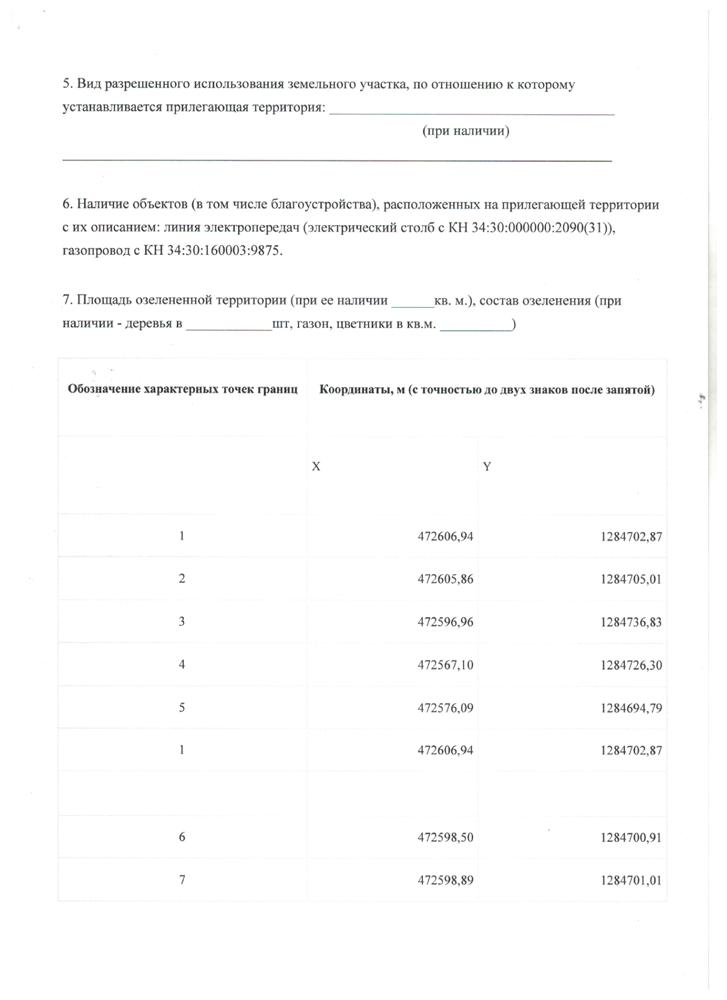 5. Вид разрешенного использования земельного участка, по отношению к которому
устанавливается прилегающая территория: ________________________________________
(при наличии)
________________________________________________________________________________
6. Наличие объектов (в том числе благоустройства), расположенных на прилегающей территории
с их описанием: линия электропередач (электрический столб с КН 34:30:000000:2090(31)),
газопровод с КН 34:30:160003:9875.
7. Площадь озелененной территории (при ее наличии ______кв. м.), состав озеленения (при
наличии - деревья в ____________шт, газон, цветники в кв.м. __________)
Обозначение характерных точек границ Координаты, м (с точностью до двух знаков после запятой)
X Y
1 472606,94 1284702,87
2 472605,86 1284705,01
3 472596,96 1284736,83
4 472567,10 1284726,30
5 472576,09 1284694,79
1 472606,94 1284702,87
6 472598,50 1284700,91
7 472598,89 1284701,01